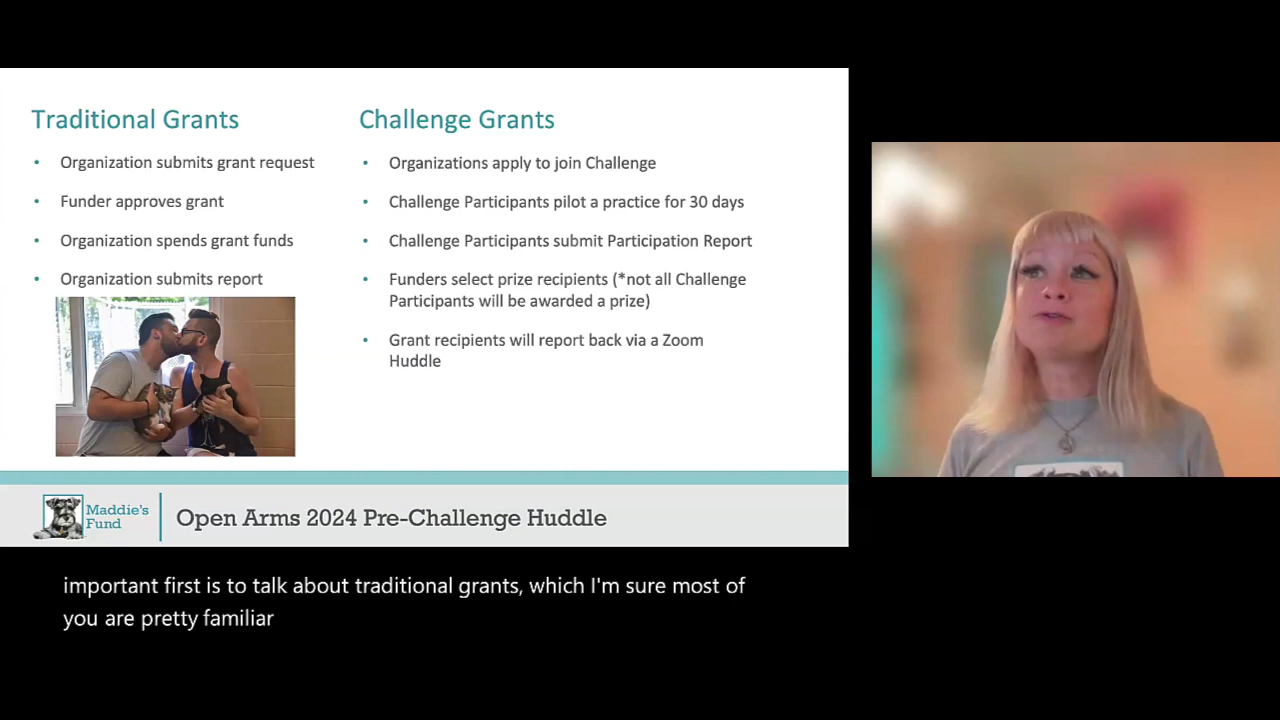 Traditional Grants
• Organization submits grant request
• Funder approves grant
• Organization spends grant funds
• Organization submits report
Challenge Grants
• Organizations apply to join Challenge
• Challenge Participants pilot a practice for 30 days
• Challenge Participants submit Participation Report
• Funders select prize recipients (*not all Challenge
Participants will be awarded a prize)
• Grant recipients will report back via a Zoom
Huddle
Maddie's
Fund
Open Arms 2024 Pre-Challenge Huddle
important first is to talk about traditional grants, which I'm sure most of
you are pretty familiar